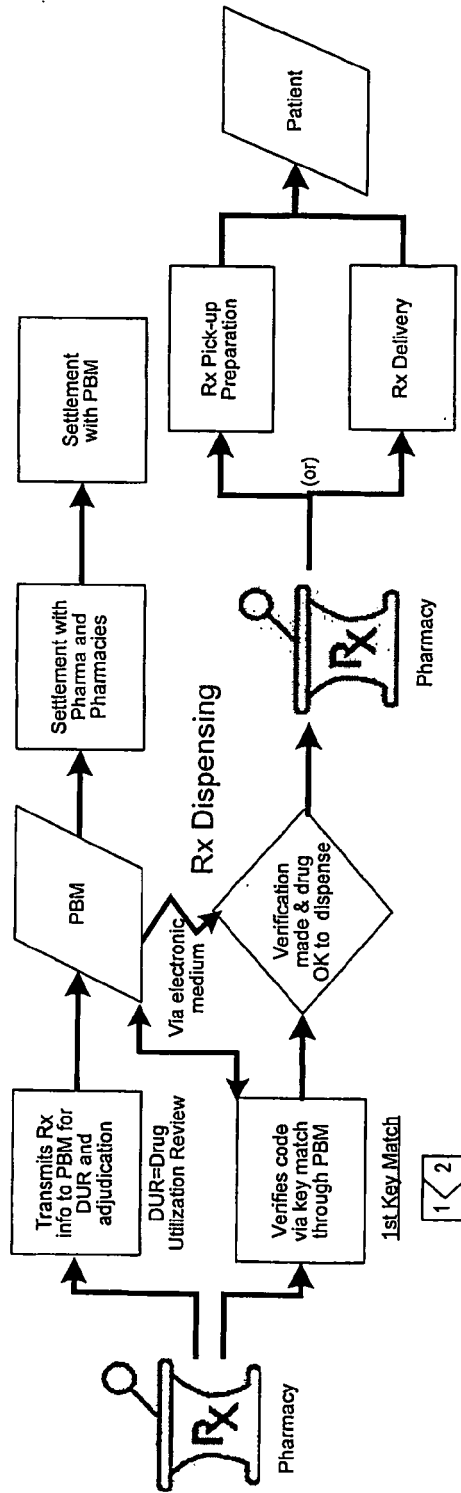 Transmits Rx
info to PBM for
DUR and
adjudication
DUR=Drug
Utilization Review
PBM
Settlement with
Pharma and
Pharmacies
Settlement
with PBM
Rx
Pharmacy
Via electronic
medium
Rx Dispensing
Verifies code
via key match
through PBM
1st Key Match
1
2
Verification
made & drug
OK to dispense
Rx
Pharmacy
(or)
Rx Pick-up
Preparation
Rx Delivery
Patient